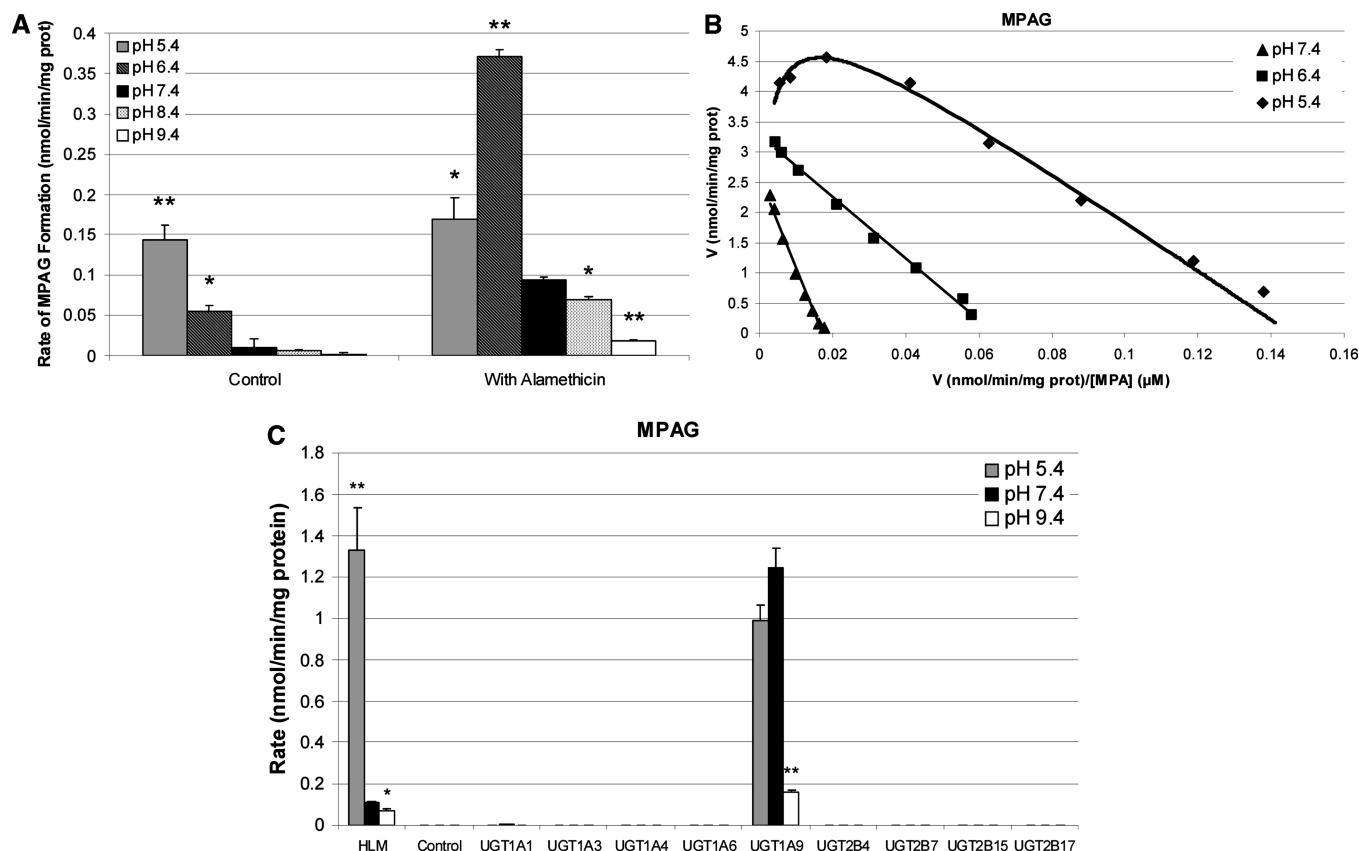 A
Rate of MPAG Formation (nmol/min/mg prot)
0.4
0.35
0.3
0.25
0.2
0.15
0.1
0.05
0
pH 5.4
pH 6.4
pH 7.4
pH 8.4
pH 9.4
**
*
*
**
*
**
Control
With Alamethicin
B
MPAG
V (nmol/min/mg prot)
5
4.5
4
3.5
3
2.5
2
1.5
1
0.5
0
pH 7.4
pH 6.4
pH 5.4
0 0.02 0.04 0.06 0.08 0.1 0.12 0.14 0.16
V (nmol/min/mg prot)/[MPA] (µM)
C
MPAG
Rate (nmol/min/mg protein)
1.8
1.6
1.4
1.2
1
0.8
0.6
0.4
0.2
0
pH 5.4
pH 7.4
pH 9.4
**
*
**
HLM Control UGT1A1 UGT1A3 UGT1A4 UGT1A6 UGT1A9 UGT2B4 UGT2B7 UGT2B15 UGT2B17